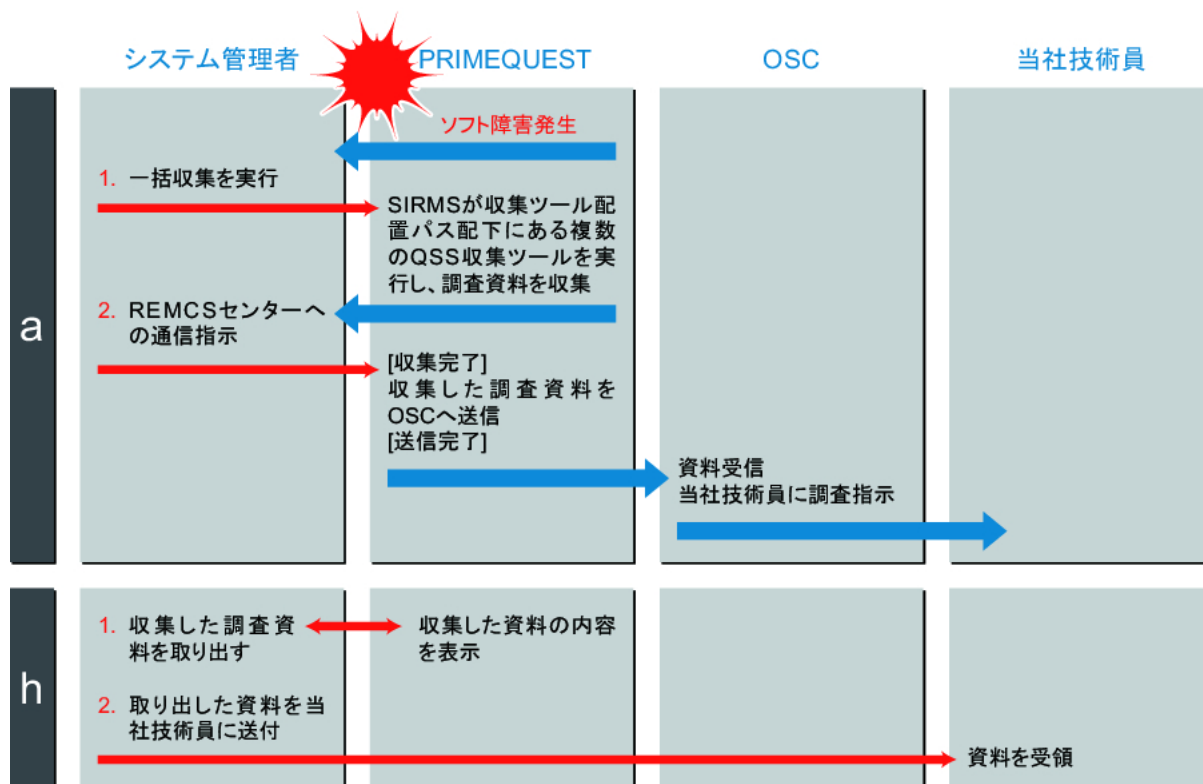 システム管理者
PRIMEQUEST
OSC
当社技術員
a
ソフト障害発生
1. 一括収集を実行
SIRMSが収集ツール配
置パス配下にある複数
のQSS収集ツールを実
行し、調査資料を収集
2. REMCSセンターへ
の通信指示
[収集完了]
収集した調査資料を
OSCへ送信
[送信完了]
資料受信
当社技術員に調査指示
h
1. 収集した調査資
料を取り出す
収集した資料の内容
を表示
2. 取り出した資料を当
社技術員に送付
資料を受領